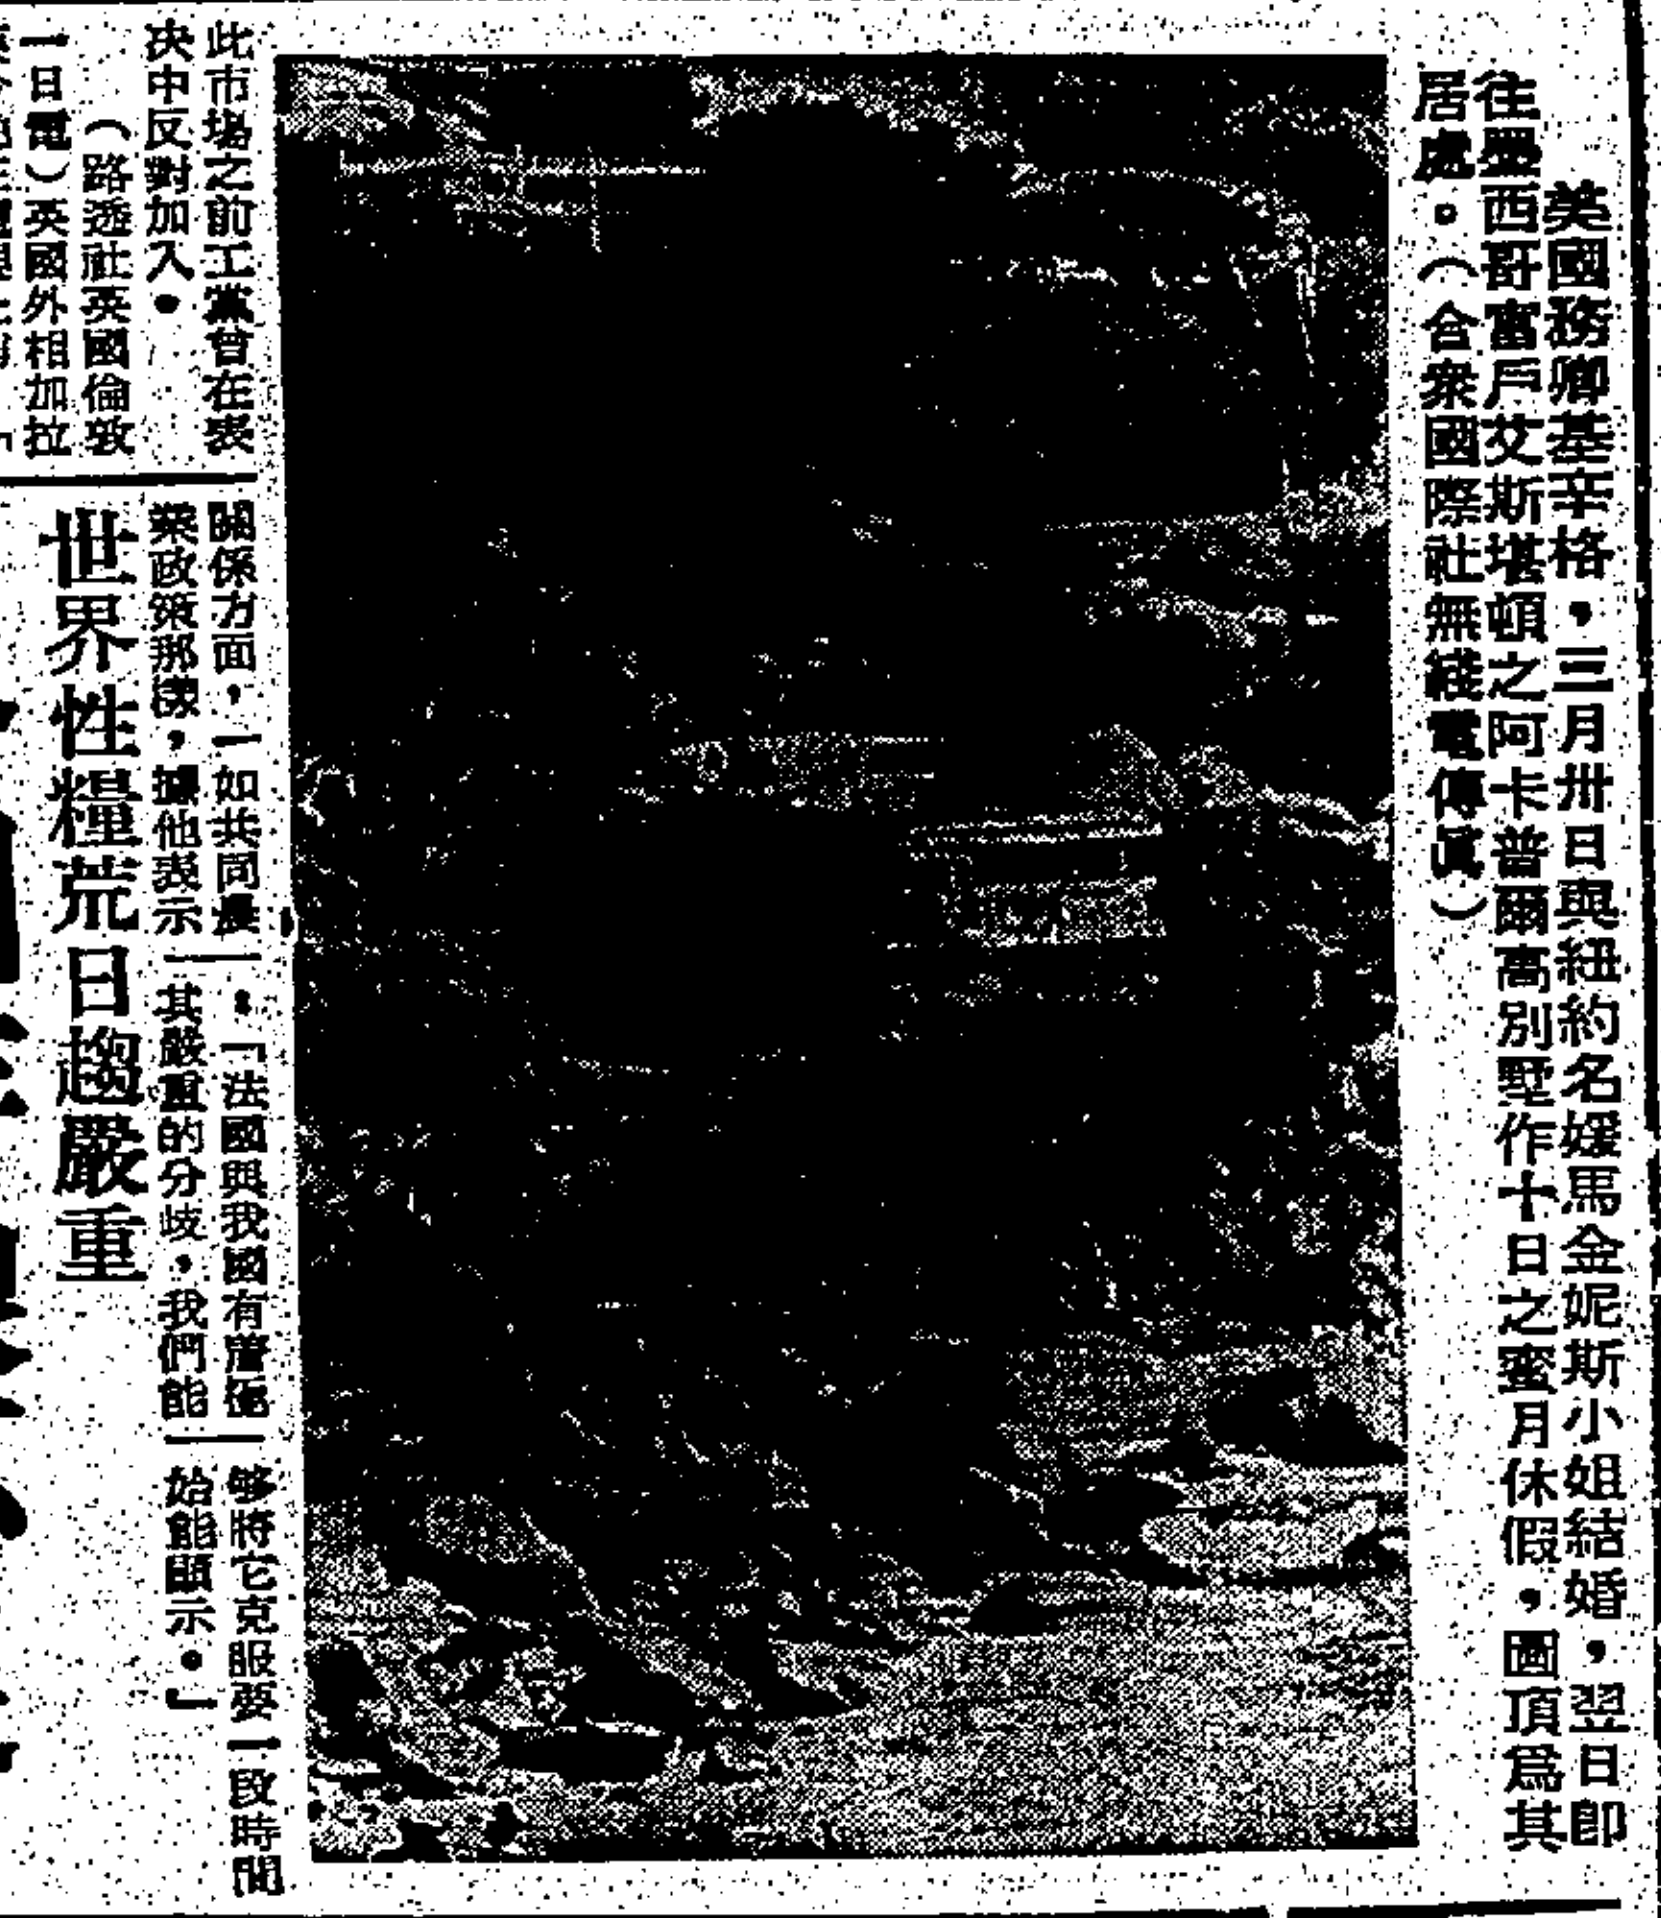 美國務卿基辛格，三月卅日與紐約名媛馬金妮斯小姐結婚，翌日卽
往墨西哥富戶艾斯堪頓之阿卡普爾高別墅作十日之蜜月休假，圖頂爲其
居處。（合衆國際社無綫電傳眞）
此市場之前工黨曾在表
決中反對加入。
（路透社英國倫敦
一日電）英國外相加拉
關係方面，一如共同農
業政策那樣，據他表示
。「法國與我國有着極
其嚴重的分歧，我們能
够將它克服要一段時間
始能顯示。」
世界性糧荒日趨嚴重